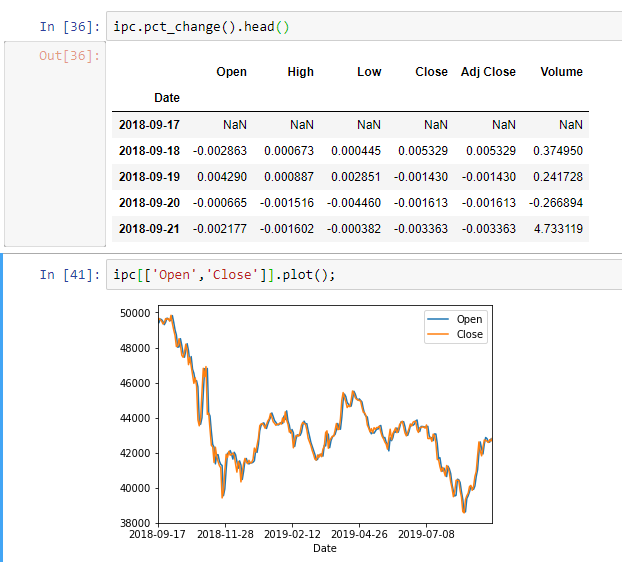 In [36]: ipc.pct_change().head()
Out[36]:
Open High Low Close Adj Close Volume
Date
2018-09-17 NaN NaN NaN NaN NaN NaN
2018-09-18 -0.002863 0.000673 0.000445 0.005329 0.005329 0.374950
2018-09-19 0.004290 0.000887 0.002851 -0.001430 -0.001430 0.241728
2018-09-20 -0.000665 -0.001516 -0.004460 -0.001613 -0.001613 -0.266894
2018-09-21 -0.002177 -0.001602 -0.000382 -0.003363 -0.003363 4.733119
In [41]: ipc[['Open','Close']].plot();
Open
Close
50000
48000
46000
44000
42000
40000
38000
2018-09-17 2018-11-28 2019-02-12 2019-04-26 2019-07-08
Date